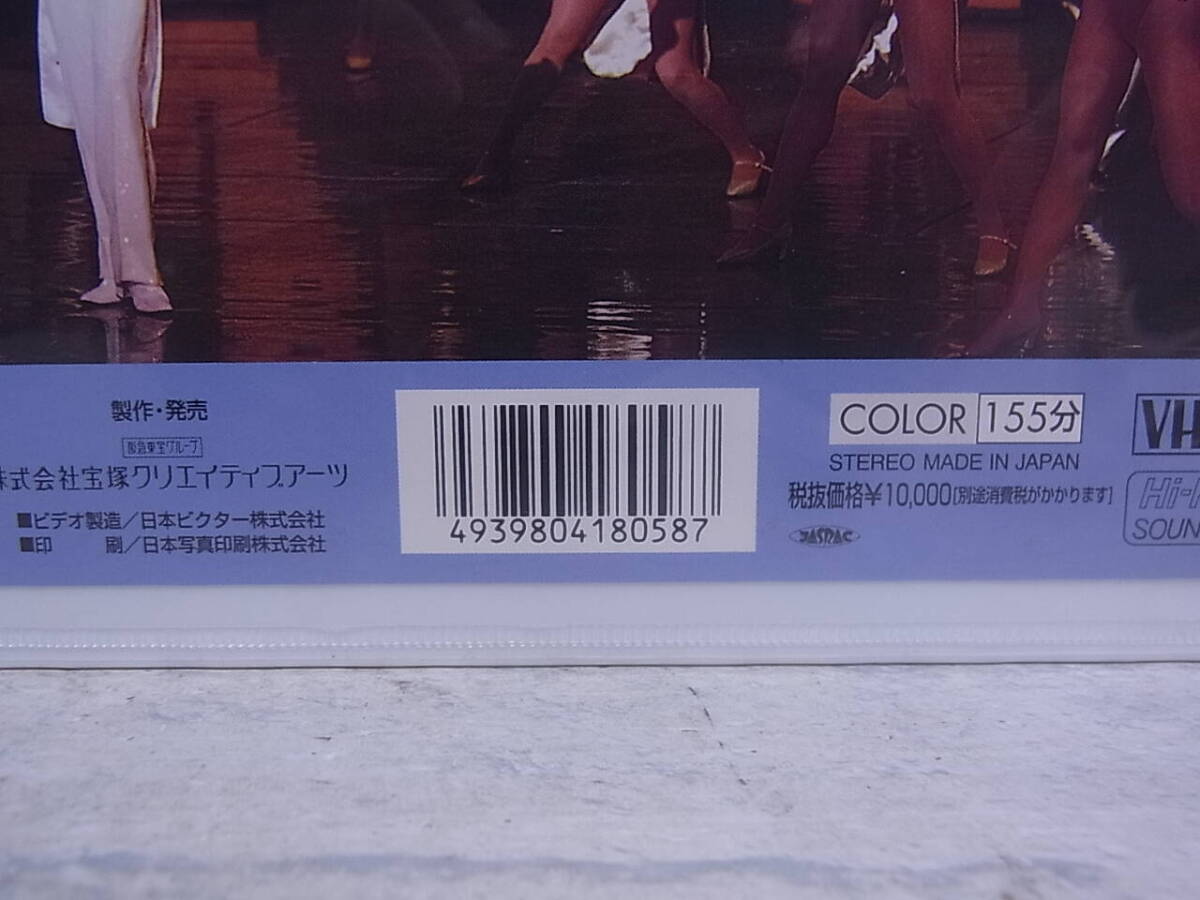 製作・発売
阪急東宝グループ
株式会社宝塚クリエイティブアーツ
■ビデオ製造／日本ビクター株式会社
■印　　刷／日本写真印刷株式会社
4939804180587
COLOR 155分
STEREO MADE IN JAPAN
税抜価格¥10,000[別途消費税がかかります]
JASRAC
VH
Hi-
SOUN